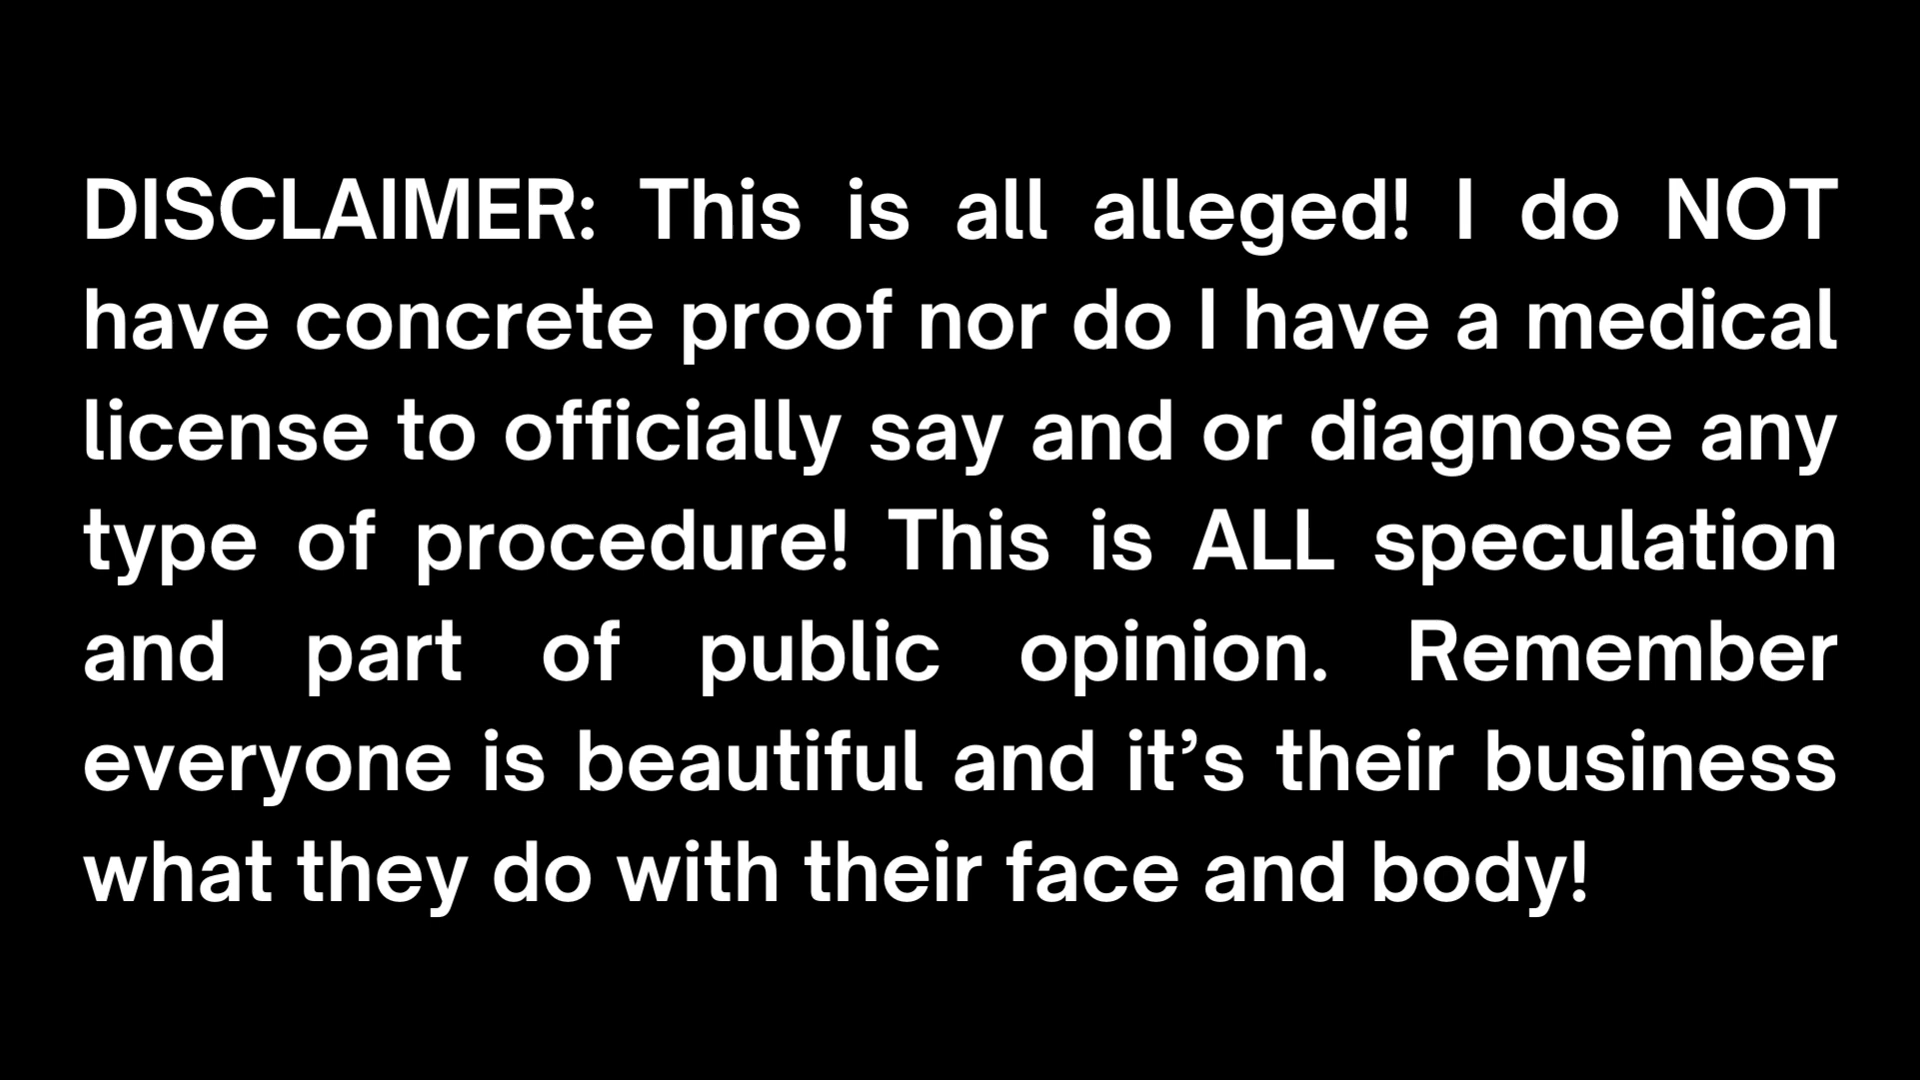 DISCLAIMER: This is all alleged! I do NOT
have concrete proof nor do I have a medical
license to officially say and or diagnose any
type of procedure! This is ALL speculation
and part of public opinion. Remember
everyone is beautiful and it’s their business
what they do with their face and body!